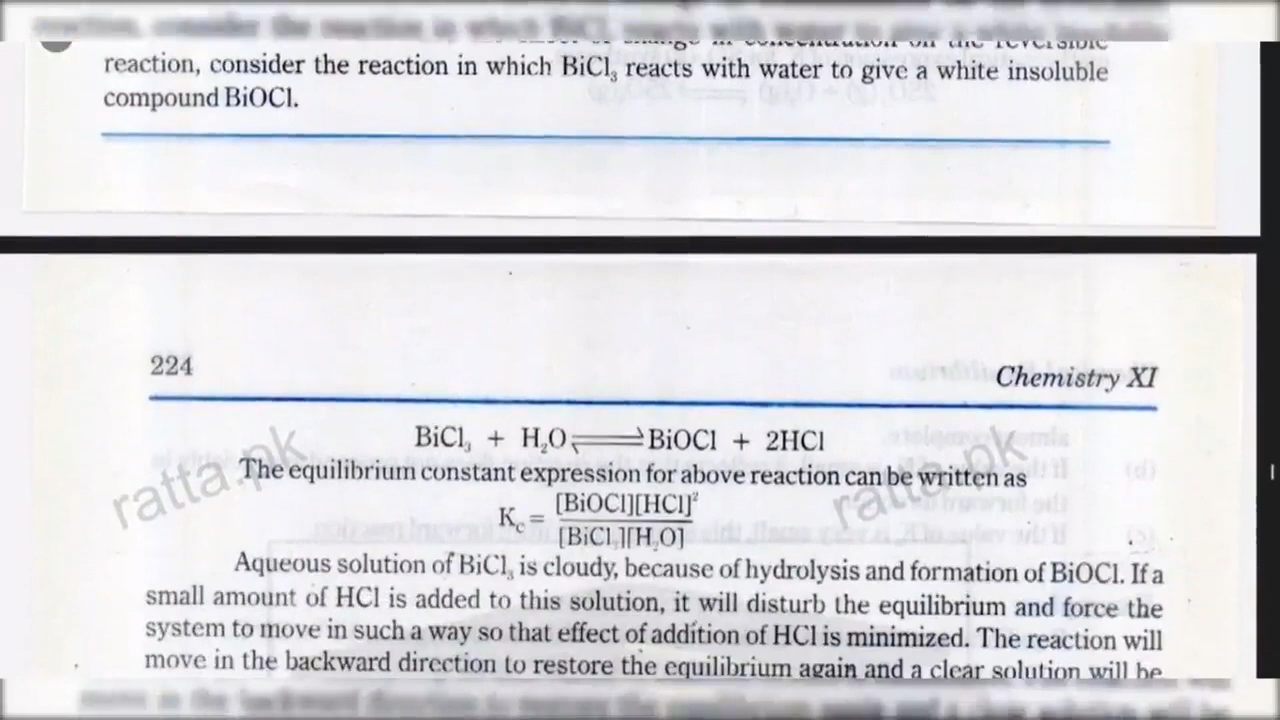 reaction, consider the reaction in which BiCl₃ reacts with water to give a white insoluble
compound BiOCl.
224
Chemistry XI
BiCl₃ + H₂O ⇌ BiOCl + 2HCl
The equilibrium constant expression for above reaction can be written as
K_c = [BiOCl][HCl]² / [BiCl₃][H₂O]
Aqueous solution of BiCl₃ is cloudy, because of hydrolysis and formation of BiOCl. If a
small amount of HCl is added to this solution, it will disturb the equilibrium and force the
system to move in such a way so that effect of addition of HCl is minimized. The reaction will
move in the backward direction to restore the equilibrium again and a clear solution will be
ratta.pk
ratta.pk